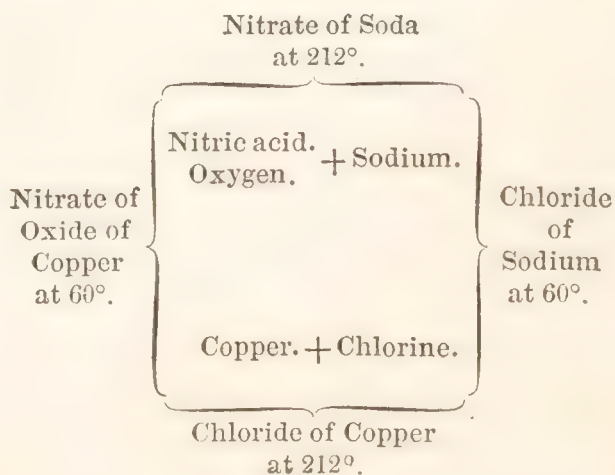 Nitrate of Soda
at 212°.
Nitric acid.
Oxygen. + Sodium.
Nitrate of
Oxide of
Copper
at 60°.
Chloride
of
Sodium
at 60°.
Copper. + Chlorine.
Chloride of Copper
at 212°.